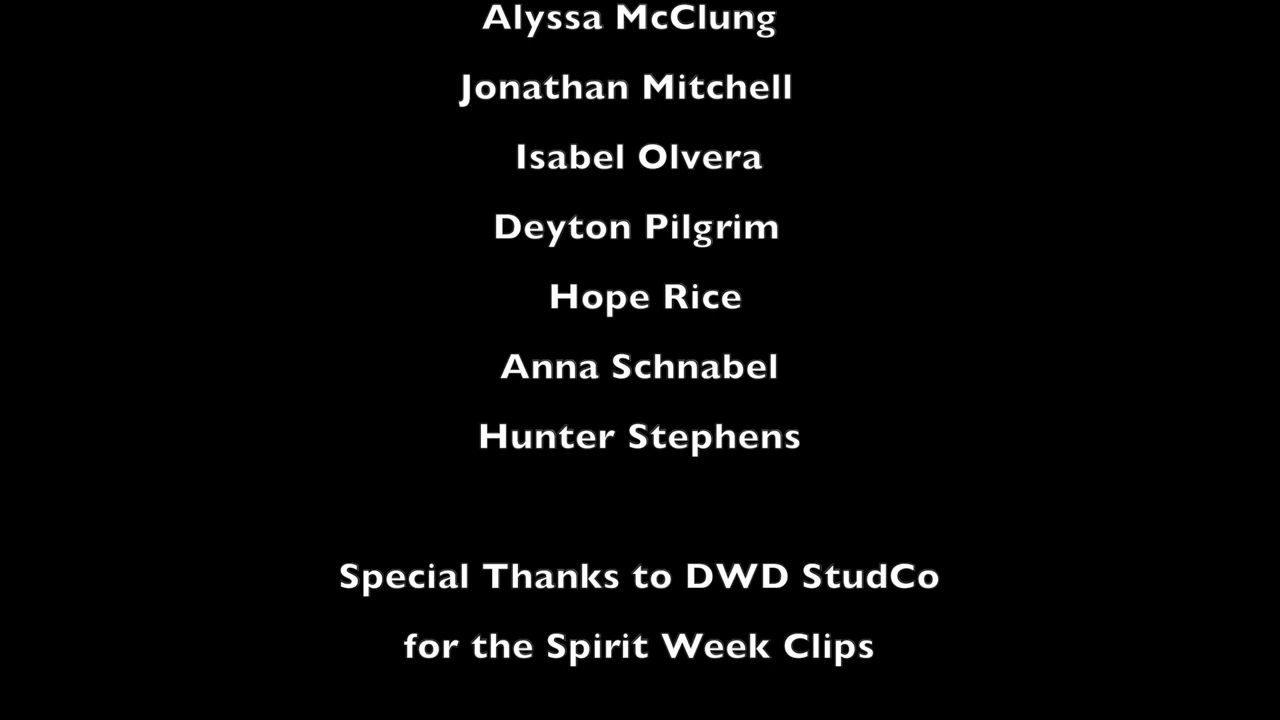 Alyssa McClung
Jonathan Mitchell
Isabel Olvera
Deyton Pilgrim
Hope Rice
Anna Schnabel
Hunter Stephens
Special Thanks to DWD StudCo
for the Spirit Week Clips